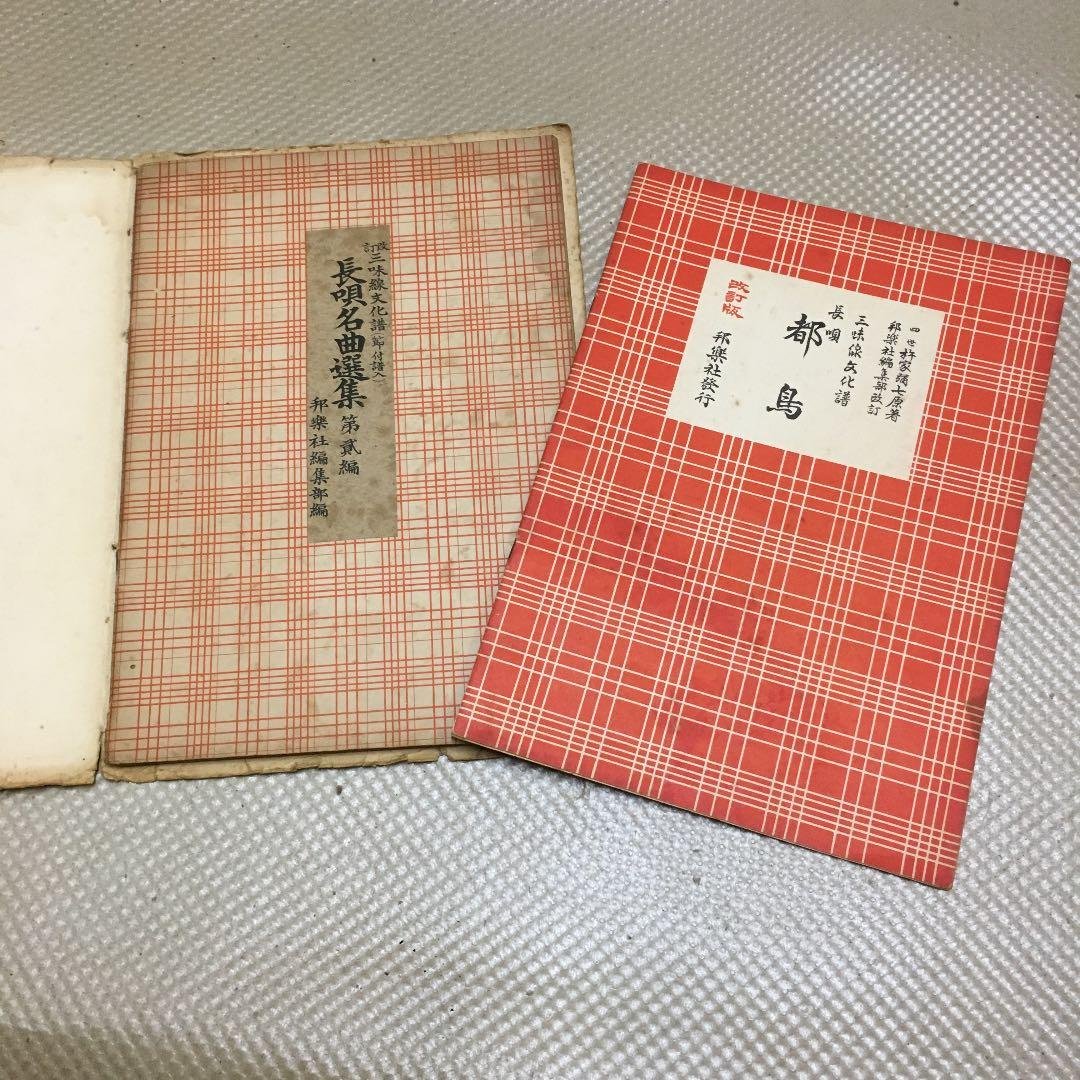 改訂三味線文化譜(節付譜入)
長唄名曲選集 第貳編
邦樂社編集部編
四世杵家彌七原著
邦樂社編集部改訂
三味線文化譜
長唄
都鳥
邦樂社發行
改訂版